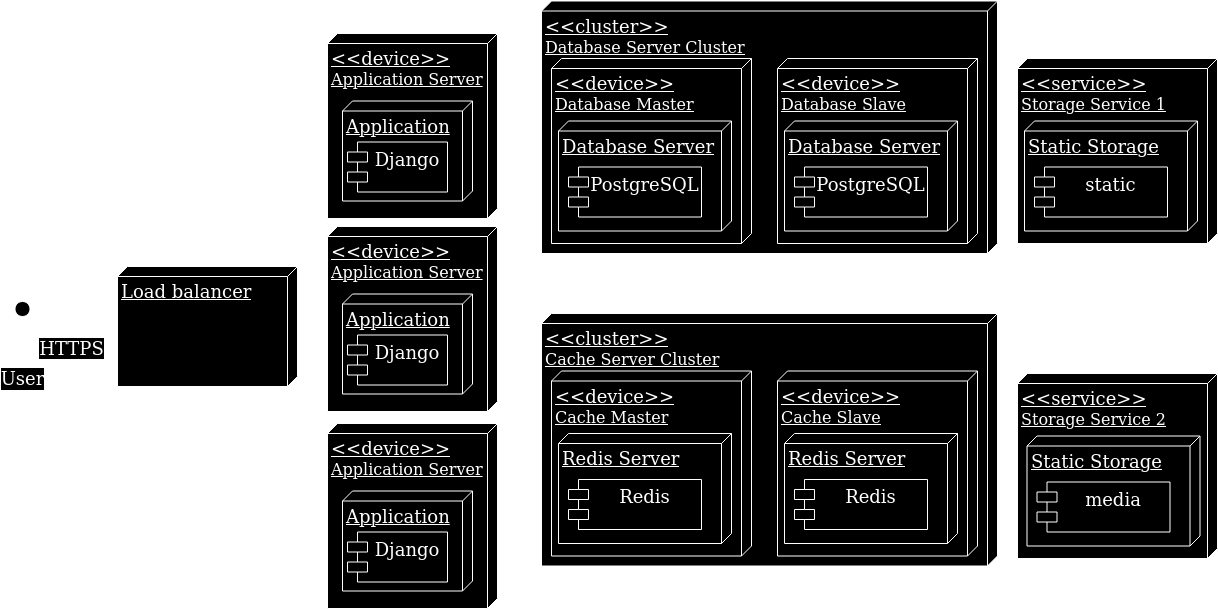 User
HTTPS
Load balancer
<<device>>
Application Server
Application
Django
<<device>>
Application Server
Application
Django
<<device>>
Application Server
Application
Django
<<cluster>>
Database Server Cluster
<<device>>
Database Master
Database Server
PostgreSQL
<<device>>
Database Slave
Database Server
PostgreSQL
<<cluster>>
Cache Server Cluster
<<device>>
Cache Master
Redis Server
Redis
<<device>>
Cache Slave
Redis Server
Redis
<<service>>
Storage Service 1
Static Storage
static
<<service>>
Storage Service 2
Static Storage
media